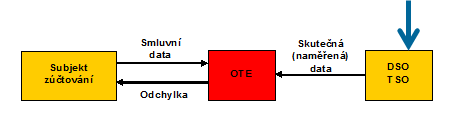 Subjekt
zúčtování
Smluvní
data
Odchylka
OTE
Skutečná
(naměřená)
data
DSO
TSO